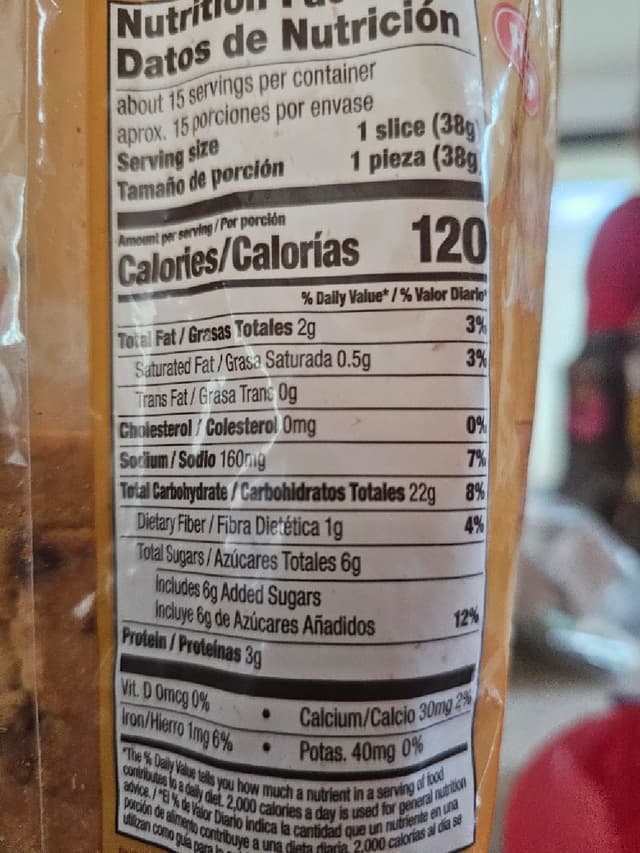 Nutrition
Datos de Nutrición
about 15 servings per container
aprox. 15 porciones por envase
Serving size 1 slice (38g
Tamaño de porción 1 pieza (38g
Amount per serving / Por porción
Calories/Calorías 120
% Daily Value* / % Valor Diario*
Total Fat / Grasas Totales 2g 3%
Saturated Fat / Grasa Saturada 0.5g 3%
Trans Fat / Grasa Trans 0g
Cholesterol / Colesterol 0mg 0%
Sodium / Sodio 160mg 7%
Total Carbohydrate / Carbohidratos Totales 22g 8%
Dietary Fiber / Fibra Dietética 1g 4%
Total Sugars / Azúcares Totales 6g
Includes 6g Added Sugars
Incluye 6g de Azúcares Añadidos 12%
Protein / Proteínas 3g
Vit. D 0mcg 0% • Calcium/Calcio 30mg 2%
Iron/Hierro 1mg 6% • Potas. 40mg 0%
*The % Daily Value tells you how much a nutrient in a serving of food
contributes to a daily diet. 2,000 calories a day is used for general nutrition
advice. / *El % de Valor Diario indica la cantidad que un nutriente en una
porción de alimento contribuye a una dieta diaria. 2,000 calorías al día se
utilizan como guía para